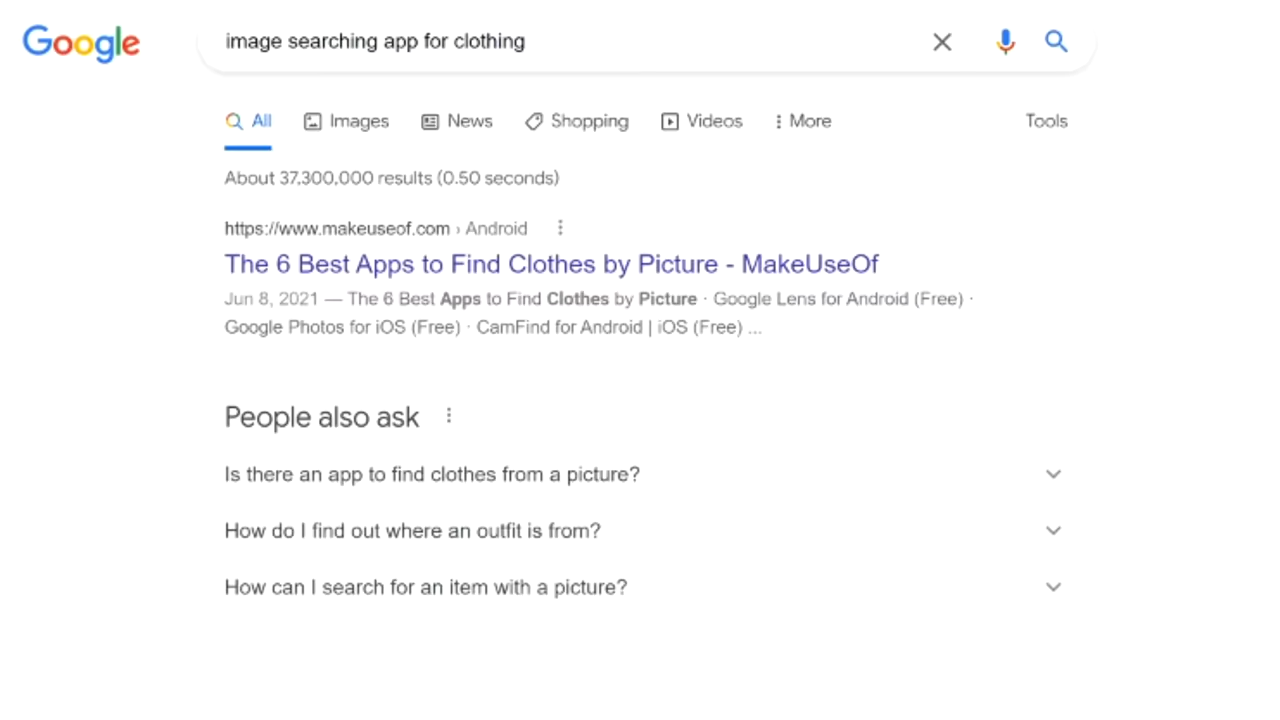 Google
image searching app for clothing
All Images News Shopping Videos More Tools
About 37,300,000 results (0.50 seconds)
https://www.makeuseof.com › Android
The 6 Best Apps to Find Clothes by Picture - MakeUseOf
Jun 8, 2021 — The 6 Best Apps to Find Clothes by Picture · Google Lens for Android (Free) ·
Google Photos for iOS (Free) · CamFind for Android | iOS (Free) ...
People also ask
Is there an app to find clothes from a picture?
How do I find out where an outfit is from?
How can I search for an item with a picture?